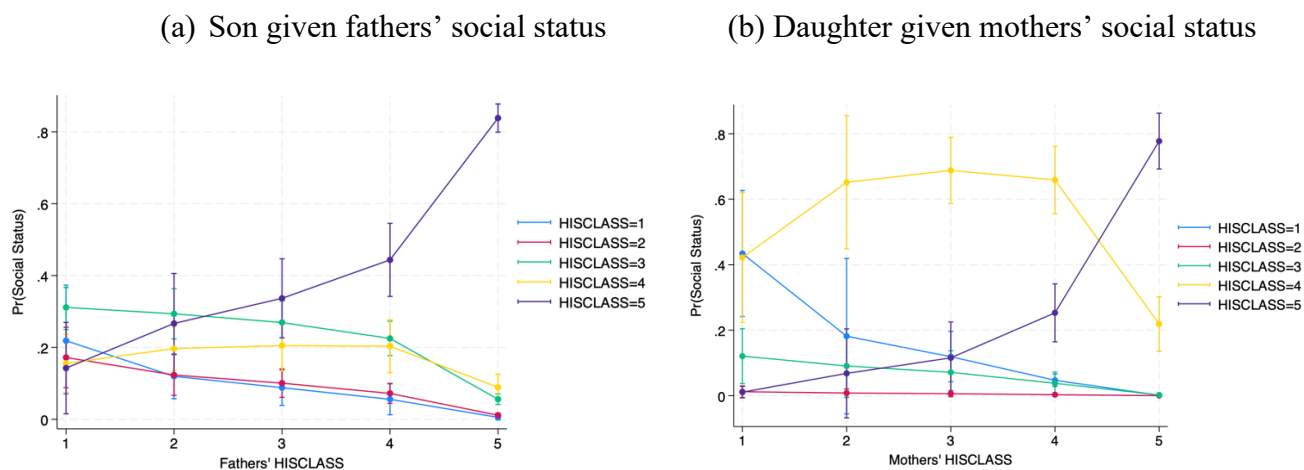 (a) Son given fathers' social status
(b) Daughter given mothers' social status
Pr(Social Status)
.8
.6
.4
.2
0
1 2 3 4 5
Fathers' HISCLASS
HISCLASS=1
HISCLASS=2
HISCLASS=3
HISCLASS=4
HISCLASS=5
Pr(Social Status)
.8
.6
.4
.2
0
1 2 3 4 5
Mothers' HISCLASS
HISCLASS=1
HISCLASS=2
HISCLASS=3
HISCLASS=4
HISCLASS=5